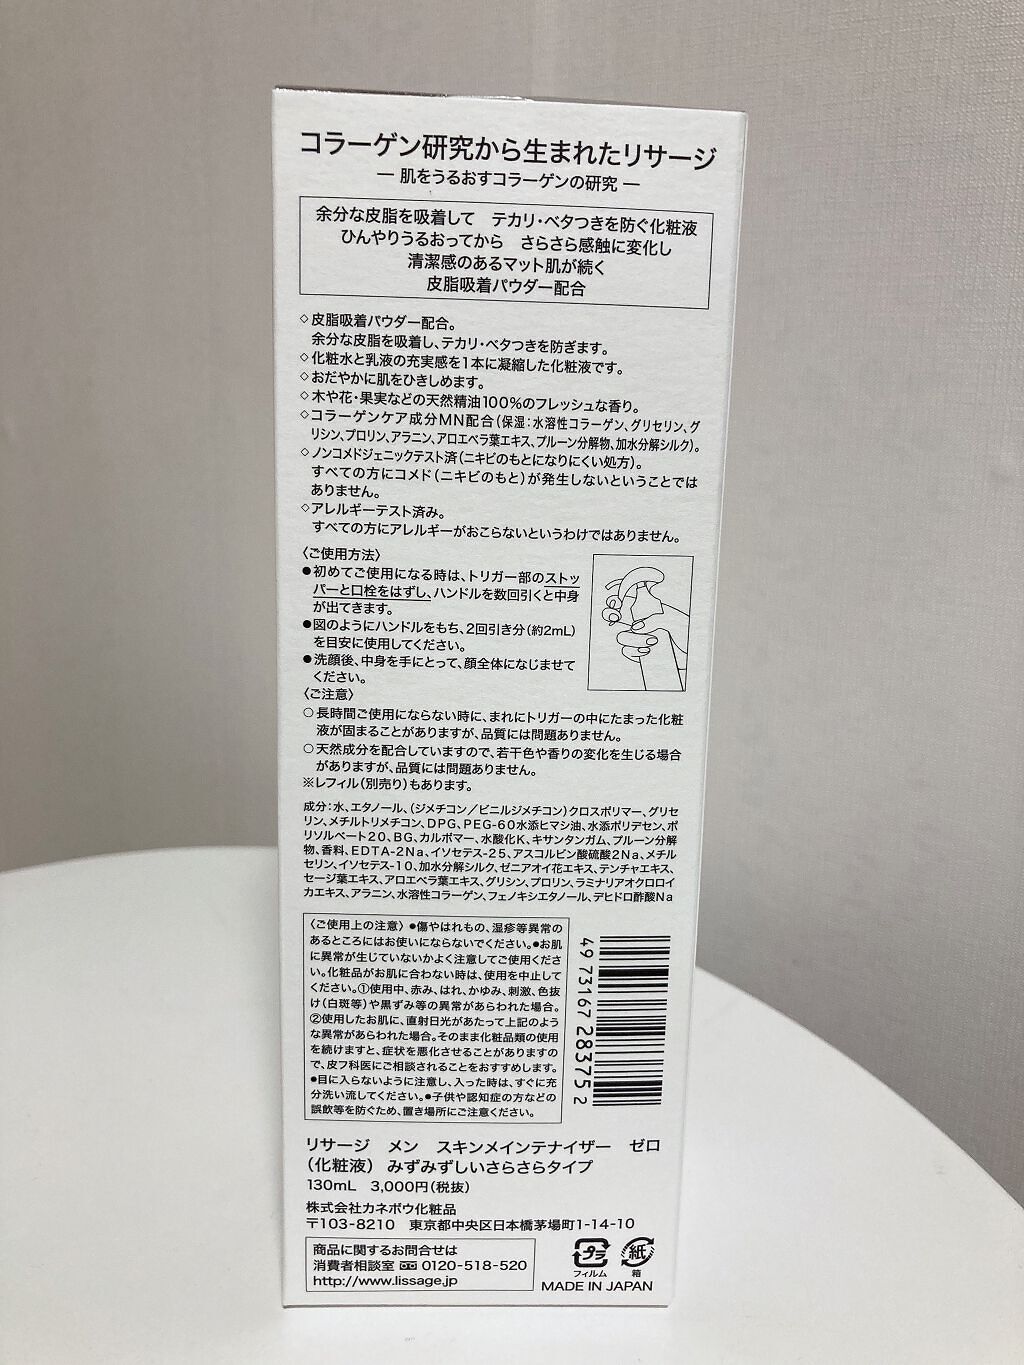 コラーゲン研究から生まれたリサージ
― 肌をうるおすコラーゲンの研究 ―
余分な皮脂を吸着して　テカリ・ベタつきを防ぐ化粧液
ひんやりうるおってから　さらさら感触に変化し
清潔感のあるマット肌が続く
皮脂吸着パウダー配合
◇皮脂吸着パウダー配合。
余分な皮脂を吸着し、テカリ・ベタつきを防ぎます。
◇化粧水と乳液の充実感を1本に凝縮した化粧液です。
◇おだやかに肌をひきしめます。
◇木や花・果実などの天然精油100%のフレッシュな香り。
◇コラーゲンケア成分MN配合(保湿:水溶性コラーゲン、グリセリン、グ
リシン、プロリン、アラニン、アロエベラ葉エキス、プルーン分解物、加水分解シルク)。
◇ノンコメドジェニックテスト済(ニキビのもとになりにくい処方)。
すべての方にコメド(ニキビのもと)が発生しないということでは
ありません。
◇アレルギーテスト済み。
すべての方にアレルギーがおこらないというわけではありません。
〈ご使用方法〉
●初めてご使用になる時は、トリガー部のストッ
パーと口栓をはずし、ハンドルを数回引くと中身
が出てきます。
●図のようにハンドルをもち、2回引き分(約2mL)
を目安に使用してください。
●洗顔後、中身を手にとって、顔全体になじませて
ください。
〈ご注意〉
○長時間ご使用にならない時に、まれにトリガーの中にたまった化粧
液が固まることがありますが、品質には問題ありません。
○天然成分を配合していますので、若干色や香りの変化を生じる場合
がありますが、品質には問題ありません。
※レフィル(別売り)もあります。
成分:水、エタノール、(ジメチコン/ビニルジメチコン)クロスポリマー、グリセ
リン、メチルトリメチコン、DPG、PEG-60水添ヒマシ油、水添ポリデセン、ポ
リソルベート20、BG、カルボマー、水酸化K、キサンタンガム、プルーン分解
物、香料、EDTA-2Na、イソセテス-25、アスコルビン酸硫酸2Na、メチル
セリン、イソセテス-10、加水分解シルク、ゼニアオイ花エキス、テンチャエキス、
セージ葉エキス、アロエベラ葉エキス、グリシン、プロリン、ラミナリアオクロロイ
カエキス、アラニン、水溶性コラーゲン、フェノキシエタノール、デヒドロ酢酸Na
〈ご使用上の注意〉●傷やはれもの、湿疹等異常の
あるところにはお使いにならないでください。●お肌
に異常が生じていないかよく注意してご使用くださ
い。化粧品がお肌に合わない時は、使用を中止して
ください。①使用中、赤み、はれ、かゆみ、刺激、色抜
け(白斑等)や黒ずみ等の異常があらわれた場合。
②使用したお肌に、直射日光があたって上記のよう
な異常があらわれた場合。そのまま化粧品類の使用
を続けますと、症状を悪化させることがありますの
で、皮フ科医にご相談されることをおすすめします。
●目に入らないように注意し、入った時は、すぐに充
分洗い流してください。●子供や認知症の方などの
誤飲等を防ぐため、置き場所にご注意ください。
4973167283752
リサージ　メン　スキンメインテナイザー　ゼロ
(化粧液)　みずみずしいさらさらタイプ
130mL　3,000円(税抜)
株式会社カネボウ化粧品
〒103-8210　東京都中央区日本橋茅場町1-14-10
商品に関するお問合せは
消費者相談室 0120-518-520
http://www.lissage.jp
プラ
フィルム
紙
箱
MADE IN JAPAN